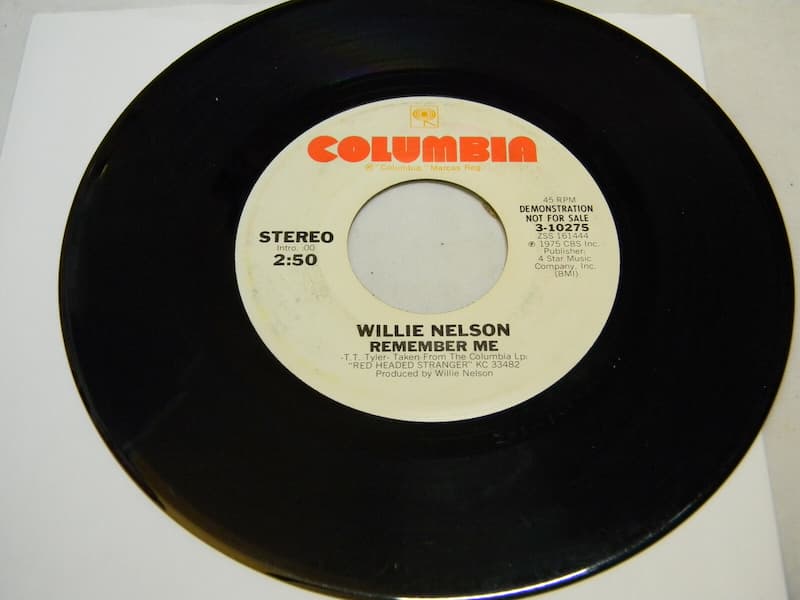 COLUMBIA
® "Columbia," Marcas Reg.
45 RPM
DEMONSTRATION
NOT FOR SALE
3-10275
ZSS 161444
℗ 1975 CBS Inc.
Publisher:
4 Star Music
Company, Inc.
(BMI)
STEREO
Intro. :00
2:50
WILLIE NELSON
REMEMBER ME
-T.T. Tyler- Taken From The Columbia Lp:
"RED HEADED STRANGER" KC 33482
Produced by Willie Nelson